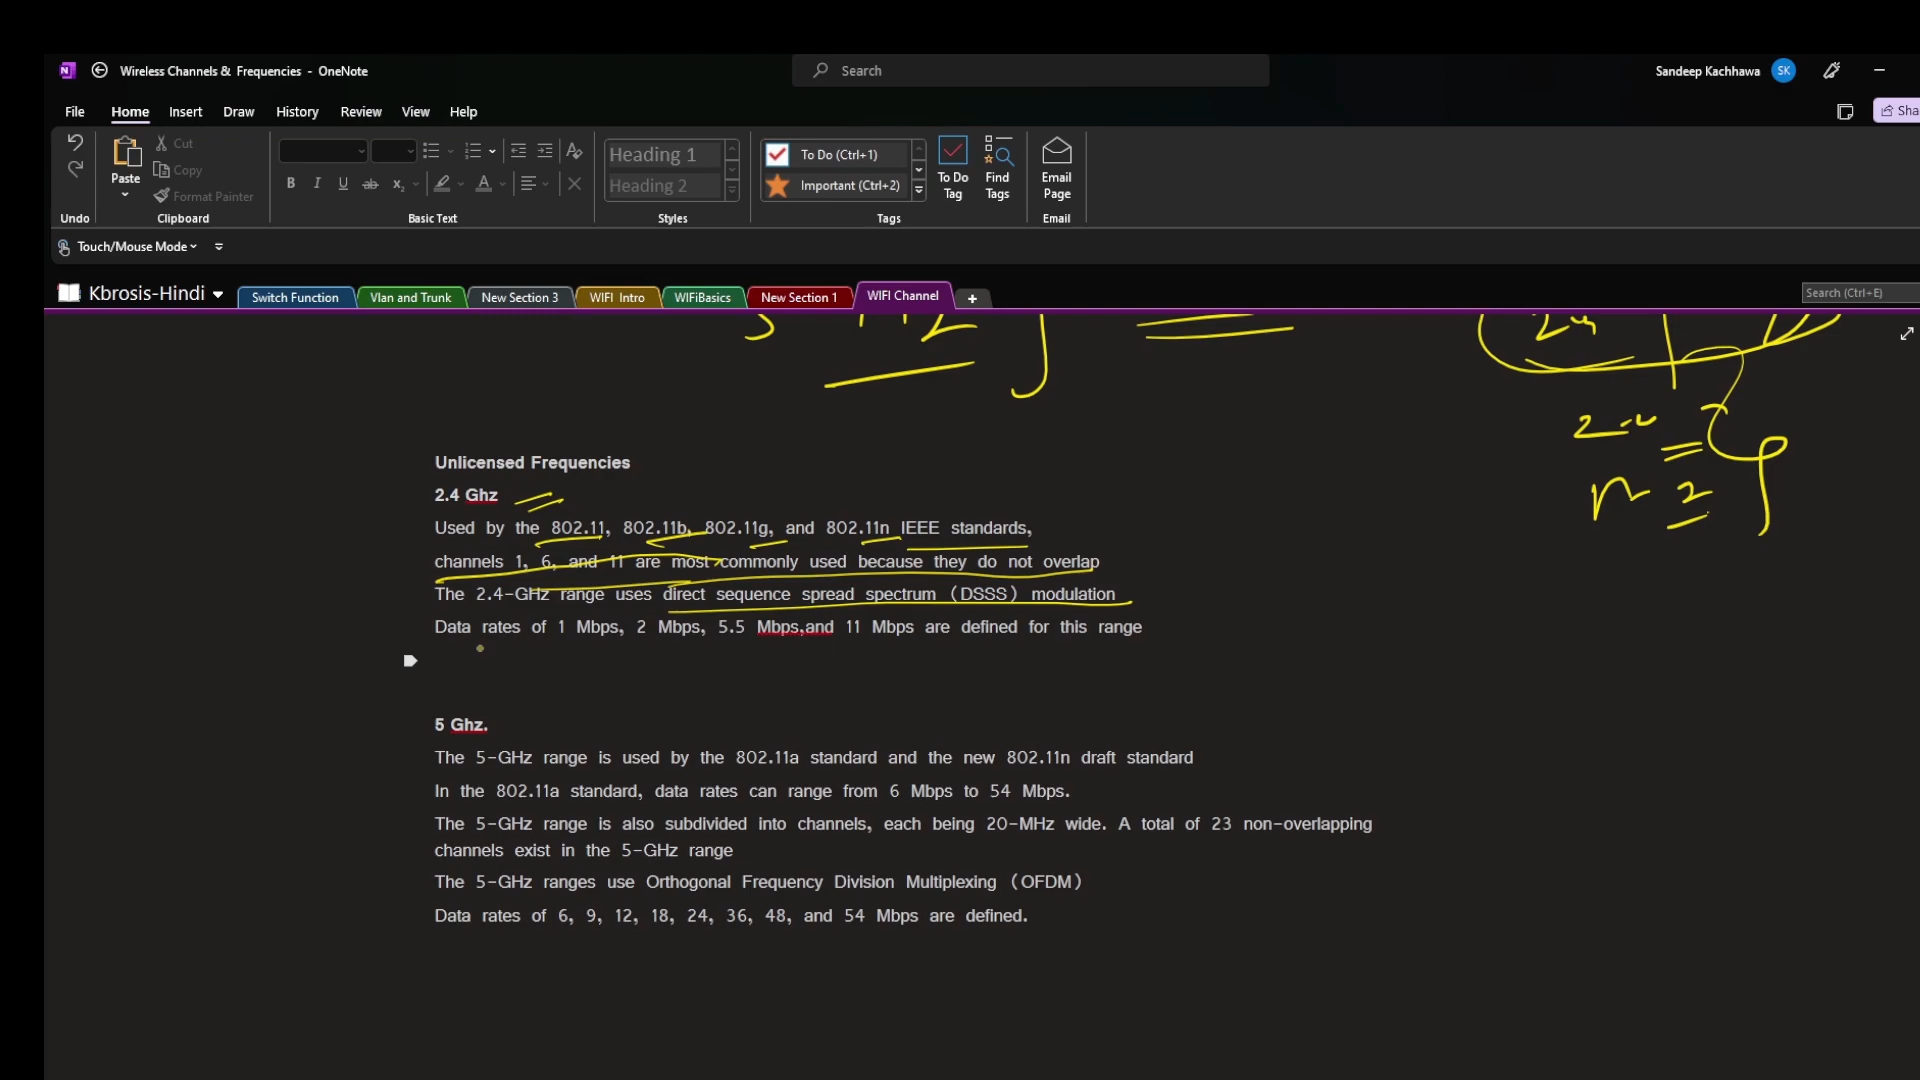 Wireless Channels & Frequencies - OneNote
Search
Sandeep Kachhawa SK
File Home Insert Draw History Review View Help
Sha
Cut
Heading 1
To Do (Ctrl+1)
Paste
Copy
B I U ab x
A
Heading 2
Important (Ctrl+2)
To Do Tag
Find Tags
Email Page
Format Painter
Undo Clipboard Basic Text Styles Tags Email
Touch/Mouse Mode
Kbrosis-Hindi Switch Function Vlan and Trunk New Section 3 WIFI Intro WIFiBasics New Section 1 WIFI Channel + Search (Ctrl+E)
Unlicensed Frequencies
2.4 Ghz
Used by the 802.11, 802.11b, 802.11g, and 802.11n IEEE standards,
channels 1, 6, and 11 are most commonly used because they do not overlap
The 2.4-GHz range uses direct sequence spread spectrum (DSSS) modulation
Data rates of 1 Mbps, 2 Mbps, 5.5 Mbps,and 11 Mbps are defined for this range
5 Ghz.
The 5-GHz range is used by the 802.11a standard and the new 802.11n draft standard
In the 802.11a standard, data rates can range from 6 Mbps to 54 Mbps.
The 5-GHz range is also subdivided into channels, each being 20-MHz wide. A total of 23 non-overlapping
channels exist in the 5-GHz range
The 5-GHz ranges use Orthogonal Frequency Division Multiplexing (OFDM)
Data rates of 6, 9, 12, 18, 24, 36, 48, and 54 Mbps are defined.